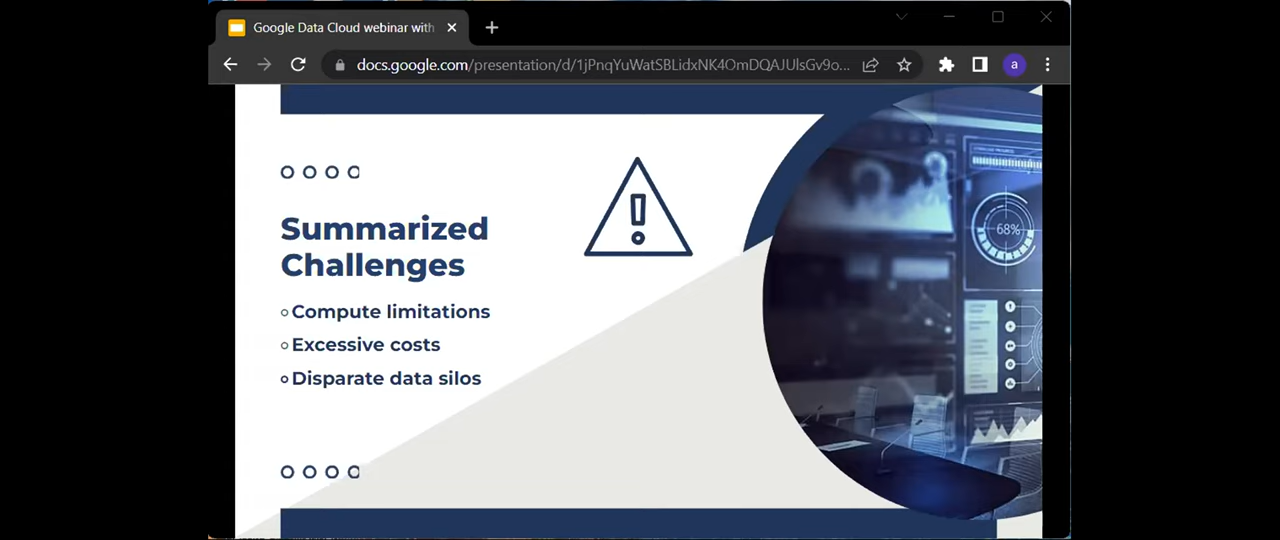 Google Data Cloud webinar with
docs.google.com/presentation/d/1jPnqYuWatSBLidxNK4OmDQAJUlsGv9o...
a
Summarized
Challenges
Compute limitations
Excessive costs
Disparate data silos
68%